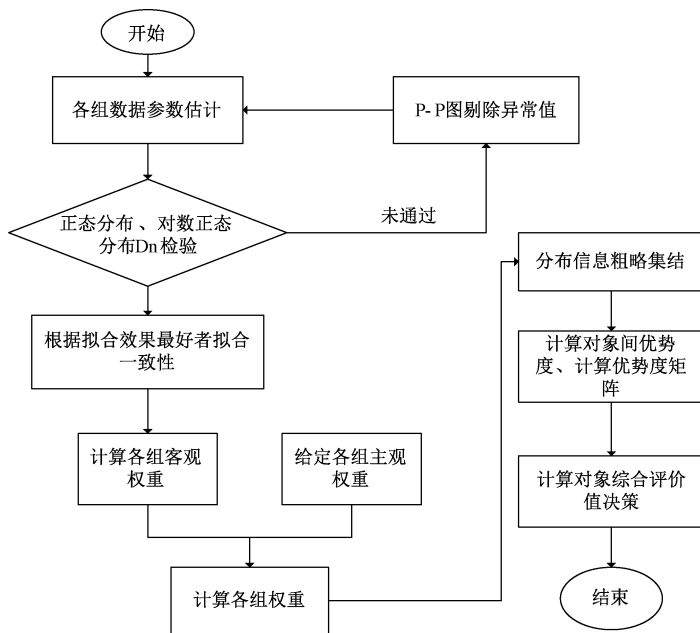 开始
各组数据参数估计
P-P图剔除异常值
正态分布、对数正态
分布Dn检验
未通过
根据拟合效果最好者拟合
一致性
计算各组客观
权重
给定各组主观
权重
计算各组权重
分布信息粗略集结
计算对象间优势
度、计算优势度矩
阵
计算对象综合评价
值决策
结束